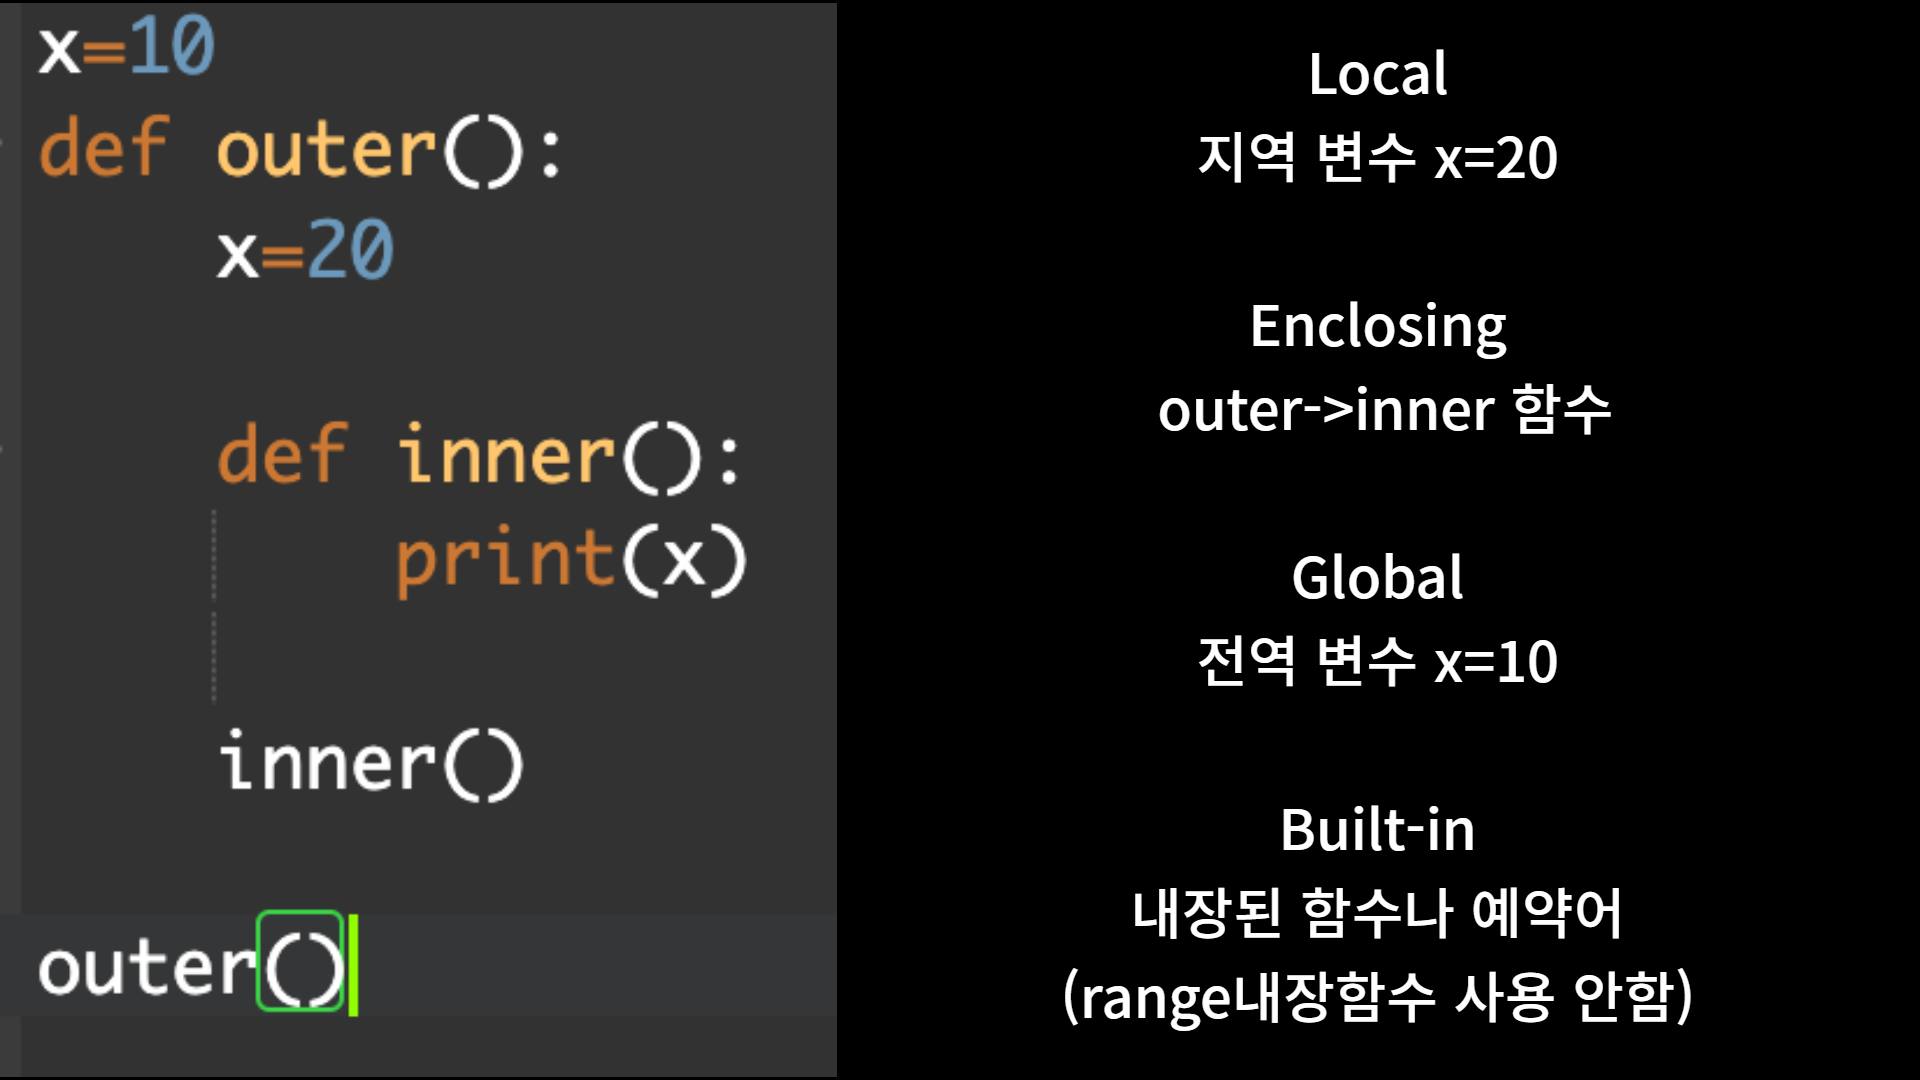 x=10
def outer():
    x=20
    def inner():
        print(x)
    inner()
outer()
Local
지역 변수 x=20
Enclosing
outer->inner 함수
Global
전역 변수 x=10
Built-in
내장된 함수나 예약어
(range내장함수 사용 안함)